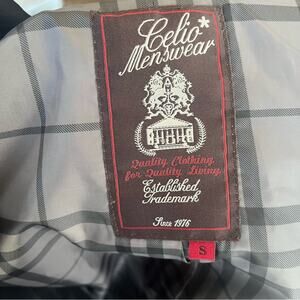 Celio*
Menswear
Quality Clothing
for Quality Living
Established
Trademark
Since 1976
S